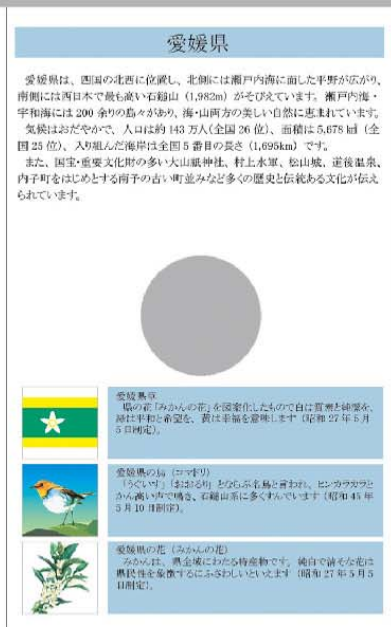 愛媛県
愛媛県は、四国の北西に位置し、北側には瀬戸内海に面した平野が広がり、
南側には西日本で最も高い石鎚山（1,982m）がそびえています。瀬戸内海・
宇和海には 200 余りの島々があり、海・山両方の美しい自然に恵まれています。
気候はおだやかで、人口は約 143 万人（全国 26 位）、面積は 5,678 ㎢（全
国 25 位）、入り組んだ海岸は全国 5 番目の長さ（1,695km）です。
また、国宝・重要文化財の多い大山祇神社、村上水軍、松山城、道後温泉、
内子町をはじめとする南予の古い町並みなど多くの歴史と伝統ある文化が伝え
られています。
愛媛県章
県の花「みかんの花」を図案化したもので白は質素と純潔を、
緑は平和と希望を、黄は幸福を意味します（昭和 27 年 5 月
5 日制定）。
愛媛県の鳥（コマドリ）
「うぐいす」「おおるり」とならぶ名鳥と言われ、ヒンカラカラと
かん高い声で鳴き、石鎚山系に多くすんでいます（昭和 45 年
5 月 10 日制定）。
愛媛県の花（みかんの花）
みかんは、県全域にわたる特産物です。純白で清そな花は
県民性を象徴するにふさわしいといえます（昭和 27 年 5 月 5
日制定）。